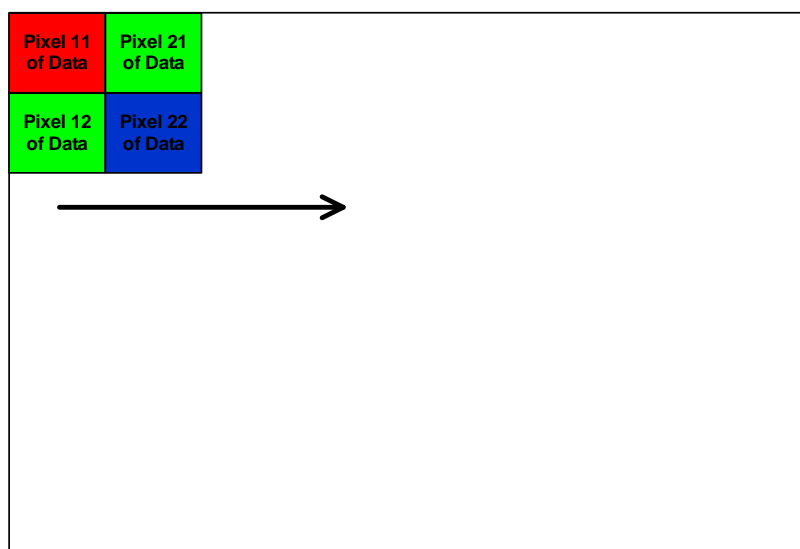 Pixel 11
of Data
Pixel 21
of Data
Pixel 12
of Data
Pixel 22
of Data